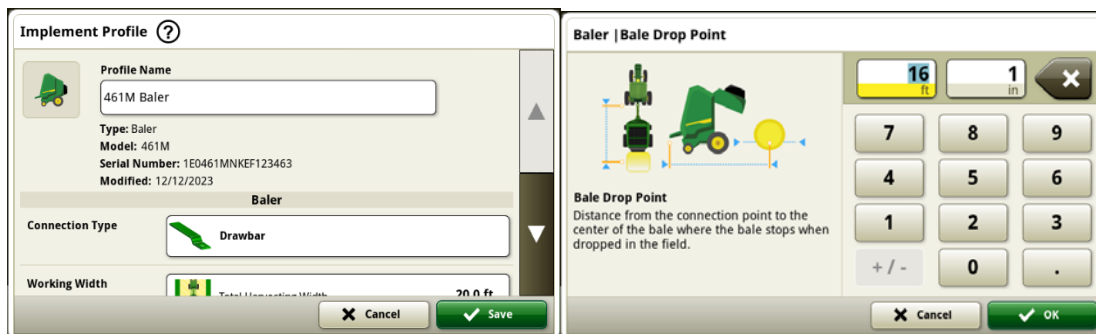 Implement Profile ?
Profile Name
461M Baler
Type: Baler
Model: 461M
Serial Number: 1E0461MNKEF123463
Modified: 12/12/2023
Baler
Connection Type
Drawbar
Working Width
Total Harvesting Width 20.0 ft
Cancel
Save
Baler |Bale Drop Point
16
ft
1
in
Bale Drop Point
Distance from the connection point to the
center of the bale where the bale stops when
dropped in the field.
7 8 9
4 5 6
1 2 3
+ / - 0 .
Cancel
OK